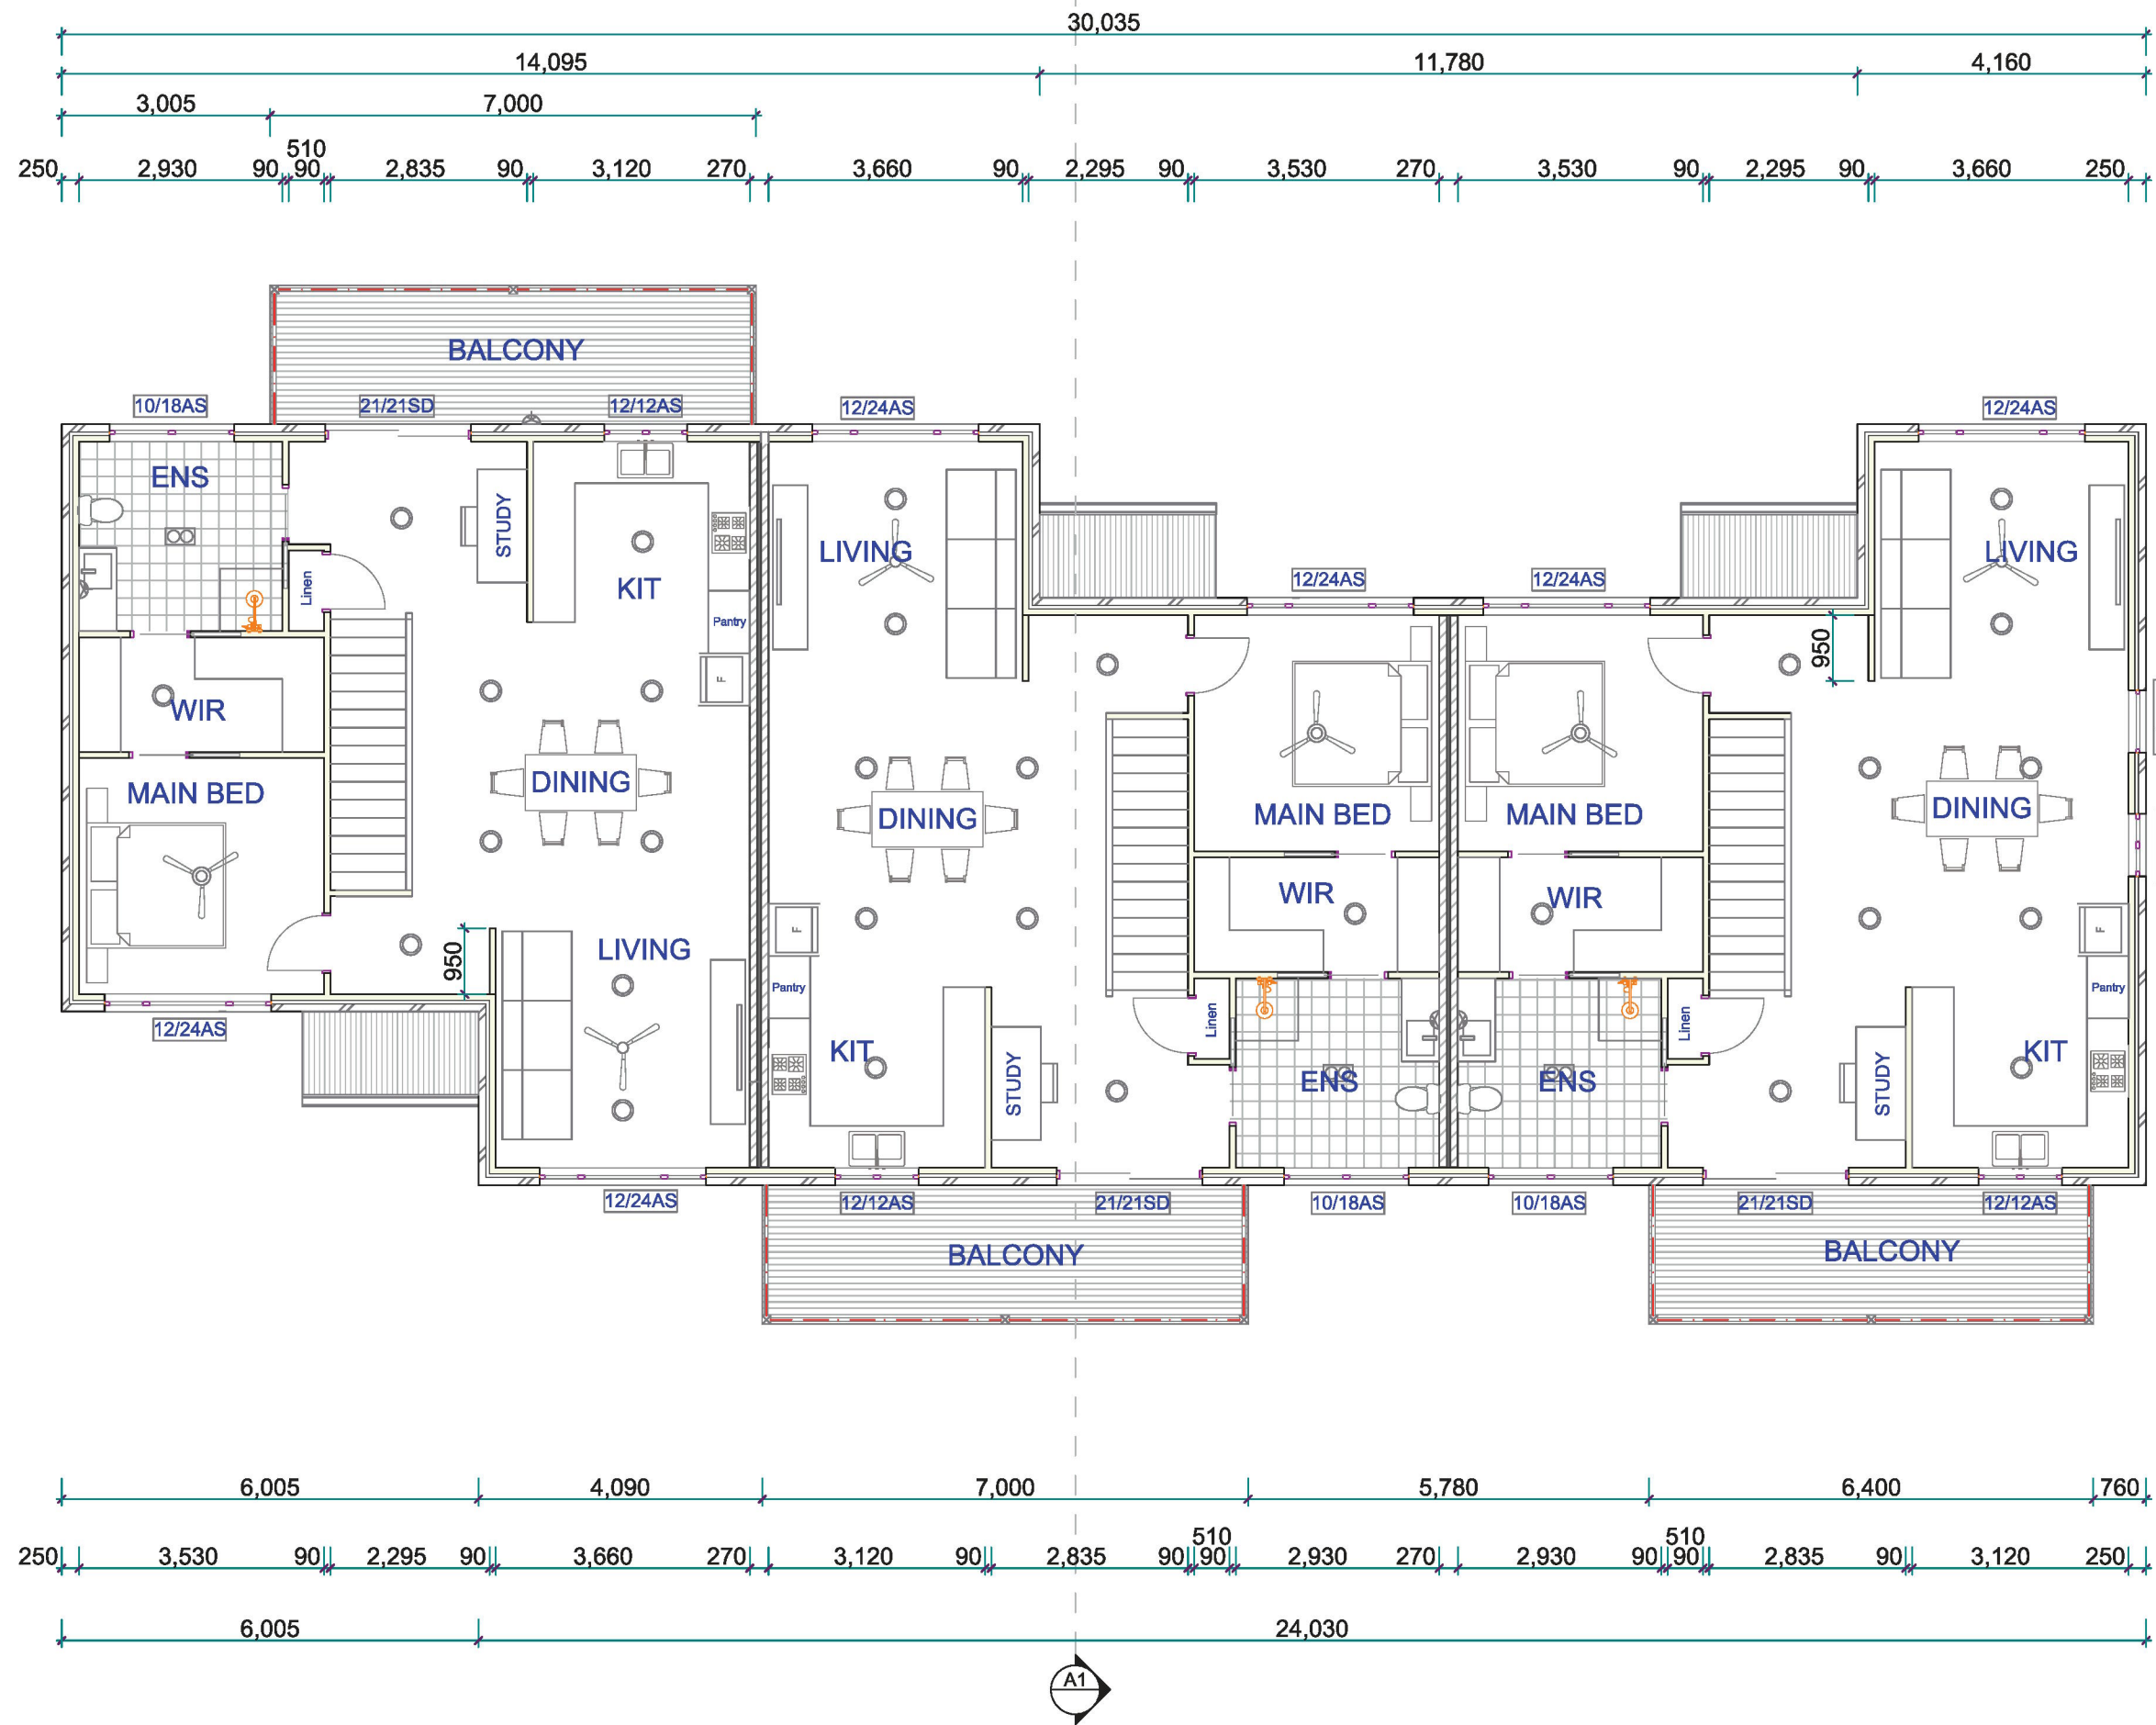 30,035
14,095 11,780 4,160
3,005 7,000
510
250 2,930 90 90 2,835 90 3,120 270 3,660 90 2,295 90 3,530 270 3,530 90 2,295 90 3,660 250
BALCONY
10/18AS 21/21SD 12/12AS 12/24AS 12/24AS
ENS
STUDY
LIVING LIVING
12/24AS 12/24AS
Linen
KIT
Pantry
950
F
WIR
DINING
MAIN BED
DINING
MAIN BED MAIN BED
DINING
WIR WIR
F F
950
LIVING
Pantry Pantry
Linen Linen
12/24AS
KIT KIT
STUDY STUDY
ENS ENS
12/24AS 12/12AS 21/21SD 10/18AS 10/18AS 21/21SD 12/12AS
BALCONY BALCONY
6,005 4,090 7,000 5,780 6,400 760
510 510
250 3,530 90 2,295 90 3,660 270 3,120 90 2,835 90 90 2,930 270 2,930 90 90 2,835 90 3,120 250
6,005 24,030
A1